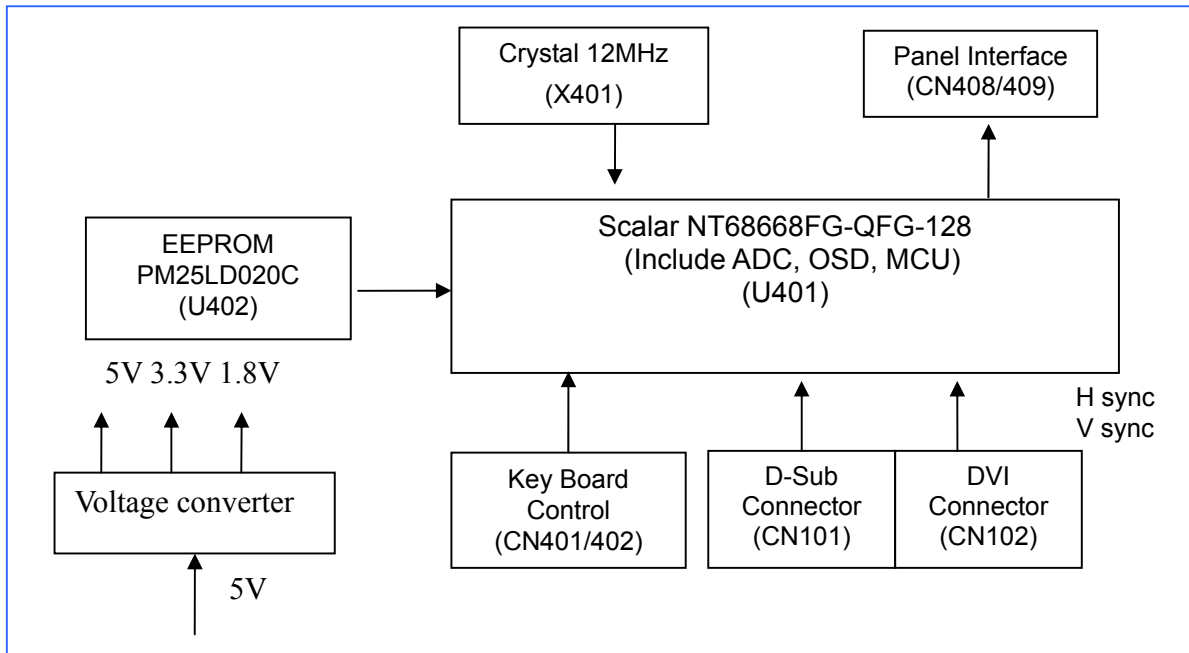 Crystal 12MHz
(X401)
Panel Interface
(CN408/409)
Scalar NT68668FG-QFG-128
(Include ADC, OSD, MCU)
(U401)
EEPROM
PM25LD020C
(U402)
5V 3.3V 1.8V
Voltage converter
5V
Key Board
Control
(CN401/402)
D-Sub
Connector
(CN101)
DVI
Connector
(CN102)
H sync
V sync